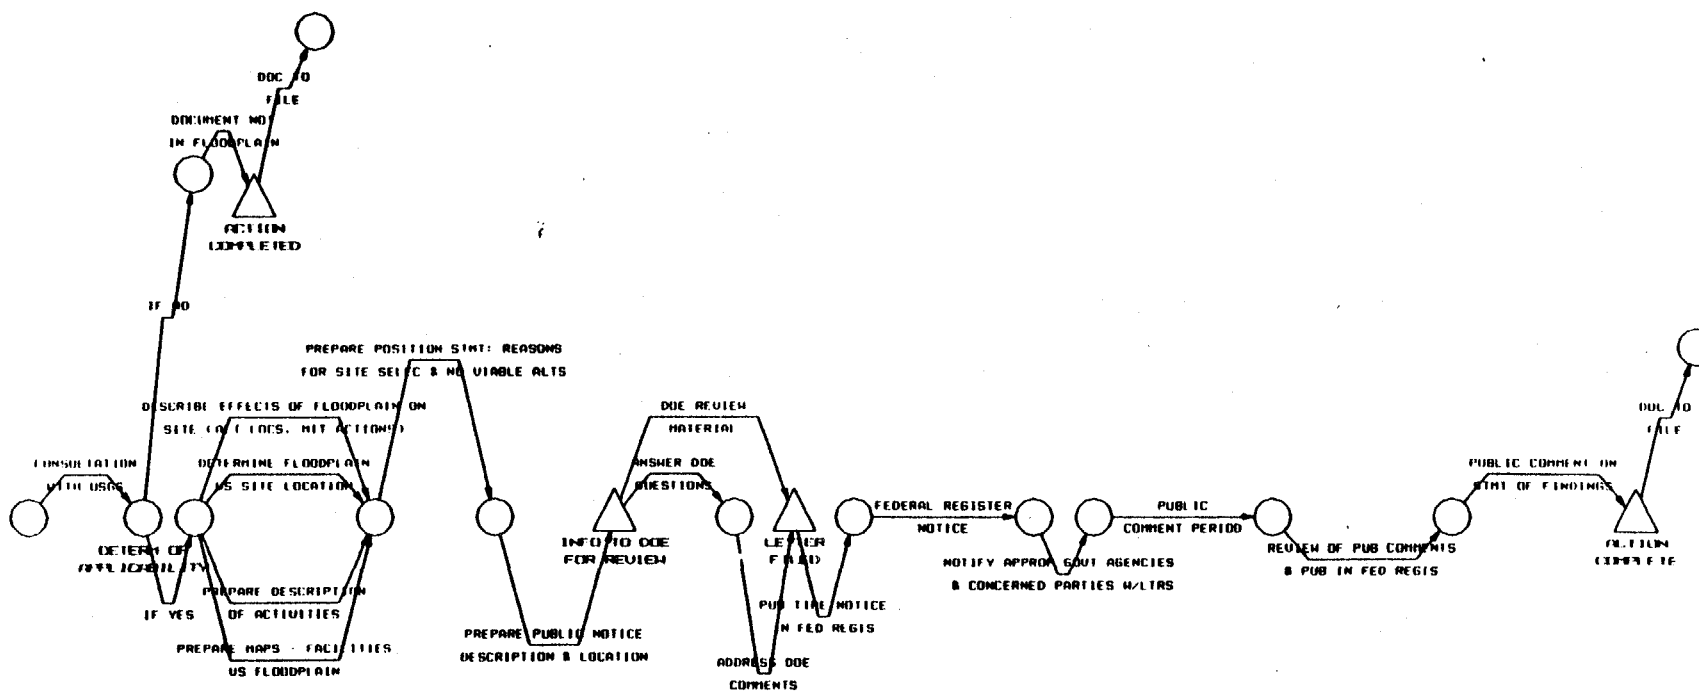 DOC TO
FILE
DOCUMENT NOT
IN FLOODPLAIN
ACTION
COMPLETED
IF NO
PREPARE POSITION STMT: REASONS
FOR SITE SELEC & NO VIABLE ALTS
DESCRIBE EFFECTS OF FLOODPLAIN ON
SITE (ALT LOCS, MIT ACTIONS)
DETERMINE FLOODPLAIN
VS SITE LOCATION
CONSULTATION
WITH USGS
DETERM OF
APPLICABILITY
IF YES
PREPARE DESCRIPTION
OF ACTIVITIES
PREPARE MAPS - FACILITIES
VS FLOODPLAIN
PREPARE PUBLIC NOTICE
DESCRIPTION & LOCATION
INFO TO DOE
FOR REVIEW
DOE REVIEW
MATERIAL
ANSWER DOE
QUESTIONS
LETTER
FILED
ADDRESS DOE
COMMENTS
PUB THE NOTICE
IN FED REGIS
FEDERAL REGISTER
NOTICE
NOTIFY APPROP GOVT AGENCIES
& CONCERNED PARTIES W/LTRS
PUBLIC
COMMENT PERIOD
REVIEW OF PUB COMMENTS
& PUB IN FED REGIS
PUBLIC COMMENT ON
STMT OF FINDINGS
ACTION
COMPLETE
DOC TO
FILE